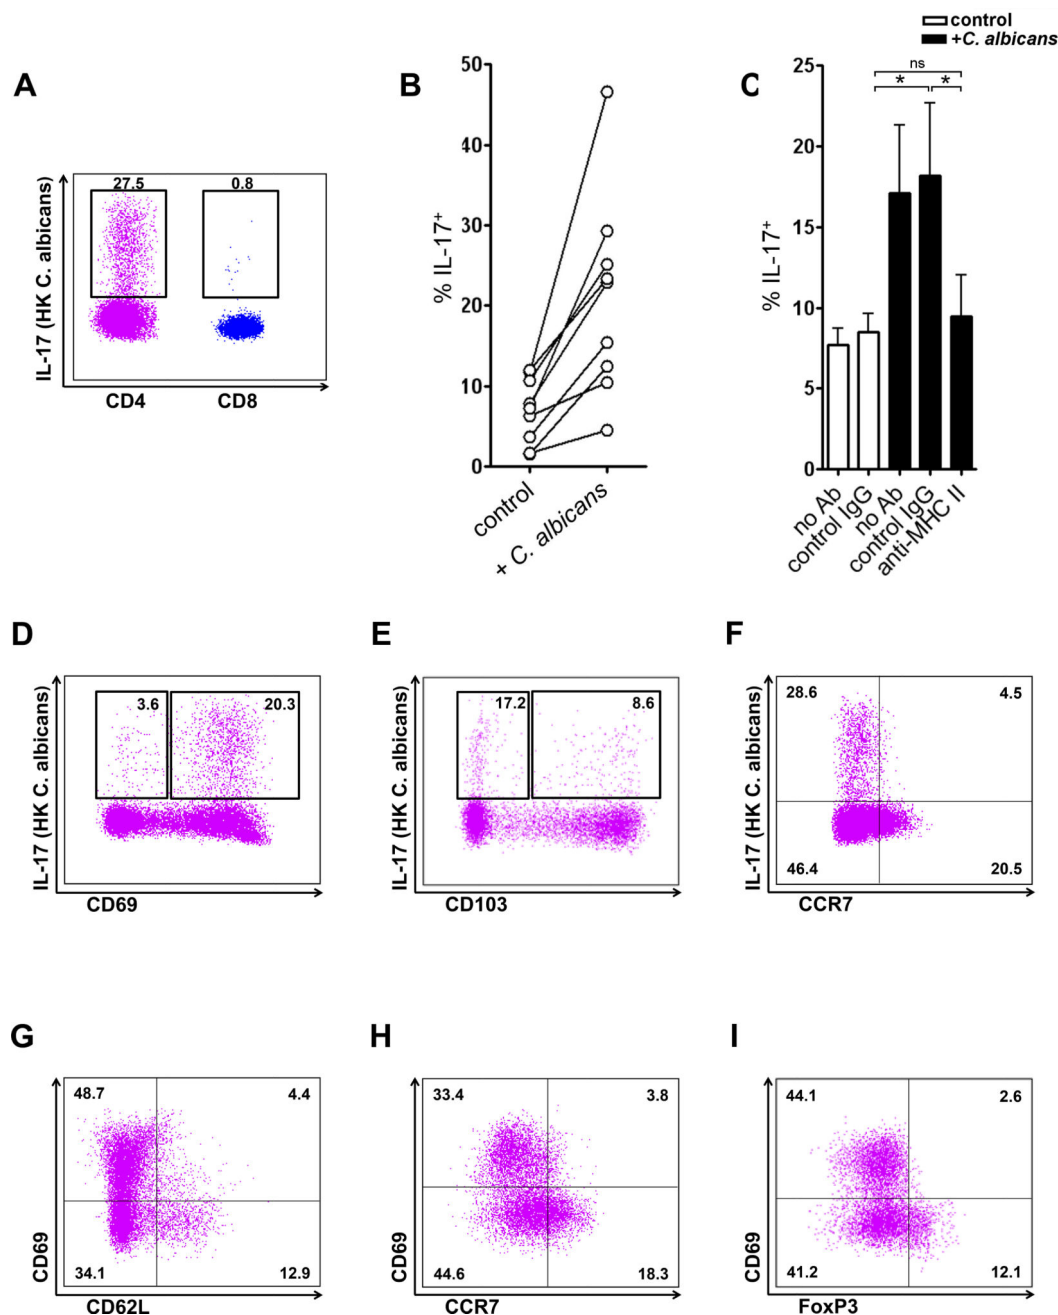 control
+C. albicans
A
IL-17 (HK C. albicans)
27.5
0.8
CD4
CD8
B
% IL-17+
50
40
30
20
10
0
control
+ C. albicans
C
% IL-17+
25
20
15
10
5
0
ns
*
*
no Ab
control IgG
no Ab
control IgG
anti-MHC II
D
IL-17 (HK C. albicans)
3.6
20.3
CD69
E
IL-17 (HK C. albicans)
17.2
8.6
CD103
F
IL-17 (HK C. albicans)
28.6
4.5
46.4
20.5
CCR7
G
CD69
48.7
4.4
34.1
12.9
CD62L
H
CD69
33.4
3.8
44.6
18.3
CCR7
I
CD69
44.1
2.6
41.2
12.1
FoxP3